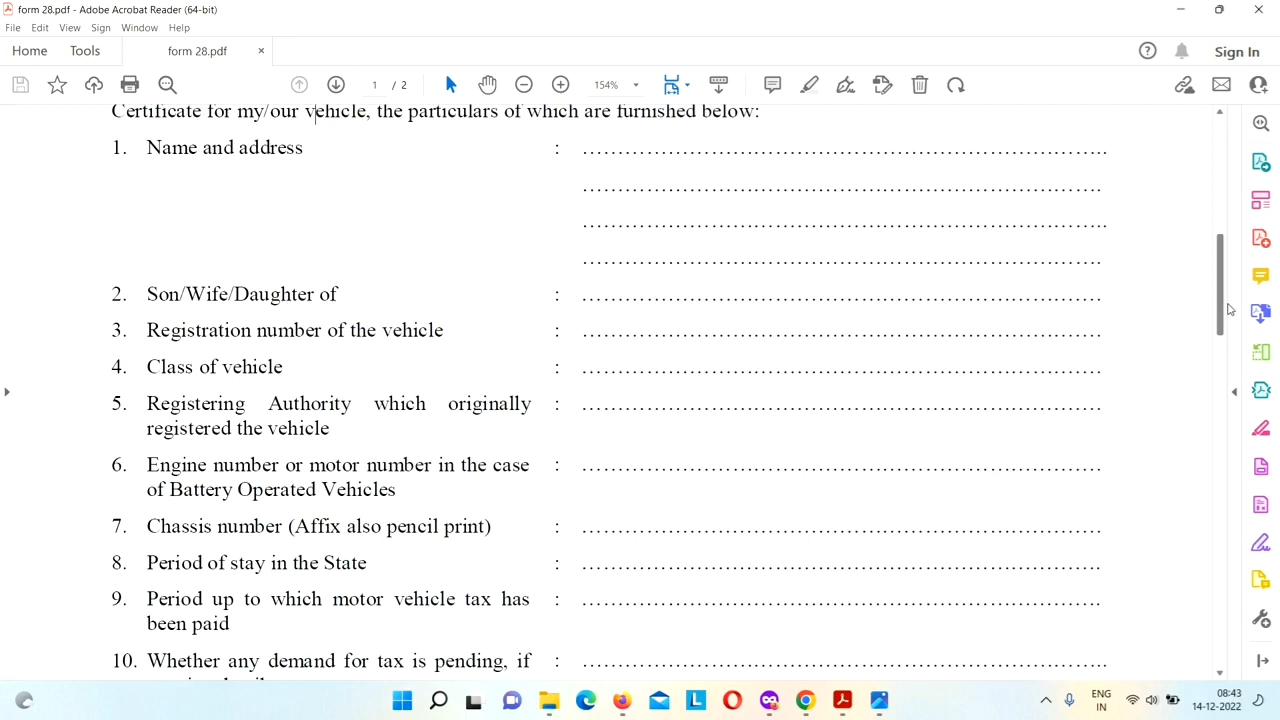 form 28.pdf - Adobe Acrobat Reader (64-bit)
File Edit View Sign Window Help
Home Tools form 28.pdf × Sign In
1 / 2 154%
Certificate for my/our vehicle, the particulars of which are furnished below:
1. Name and address : ……………………………………………………………..
…………………………………………………………….
……………………………………………………………..
…………………………………………………………….
2. Son/Wife/Daughter of : …………………………………………………………….
3. Registration number of the vehicle : …………………………………………………………….
4. Class of vehicle : …………………………………………………………….
5. Registering Authority which originally : …………………………………………………………….
registered the vehicle
6. Engine number or motor number in the case : …………………………………………………………….
of Battery Operated Vehicles
7. Chassis number (Affix also pencil print) : …………………………………………………………….
8. Period of stay in the State : …………………………………………………………….
9. Period up to which motor vehicle tax has : …………………………………………………………….
been paid
10. Whether any demand for tax is pending, if : ……………………………………………………………..
ENG
IN
08:43
14-12-2022